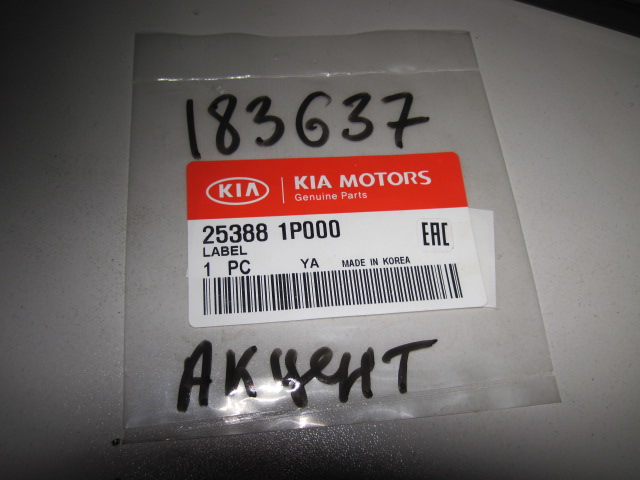 183637
KIA KIA MOTORS
Genuine Parts
25388 1P000
EAC
LABEL
1 PC YA MADE IN KOREA
Акцент